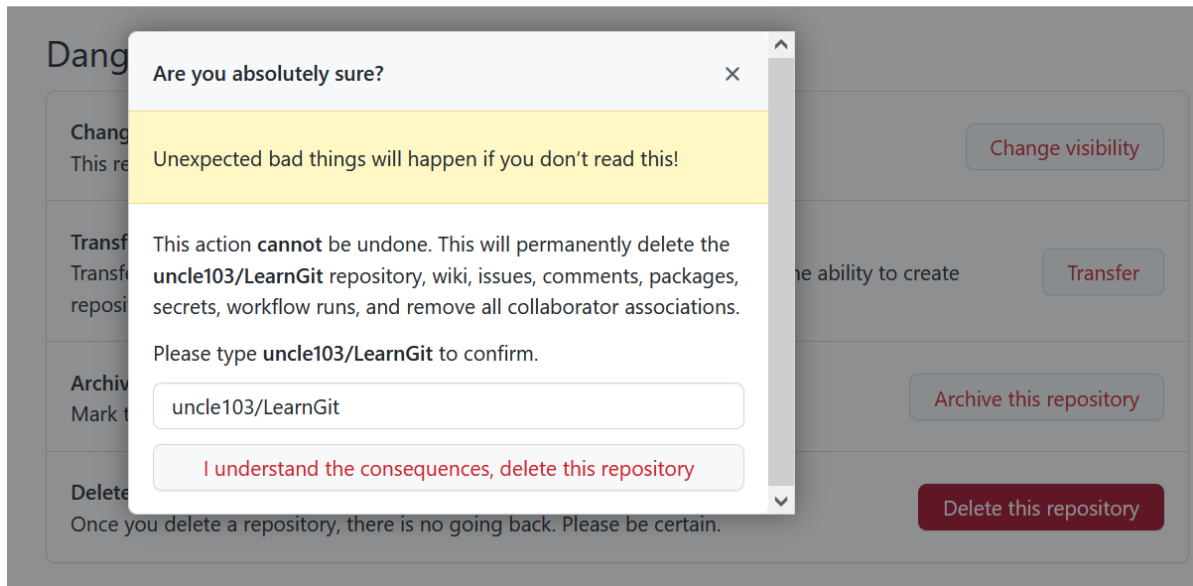 Dang
Are you absolutely sure?
Unexpected bad things will happen if you don’t read this!
Chang
This re
Change visibility
This action cannot be undone. This will permanently delete the
uncle103/LearnGit repository, wiki, issues, comments, packages,
secrets, workflow runs, and remove all collaborator associations.
Please type uncle103/LearnGit to confirm.
uncle103/LearnGit
I understand the consequences, delete this repository
Transf
Transfe
he ability to create
reposi
Transfer
Archiv
Mark t
Archive this repository
Delete
Once you delete a repository, there is no going back. Please be certain.
Delete this repository